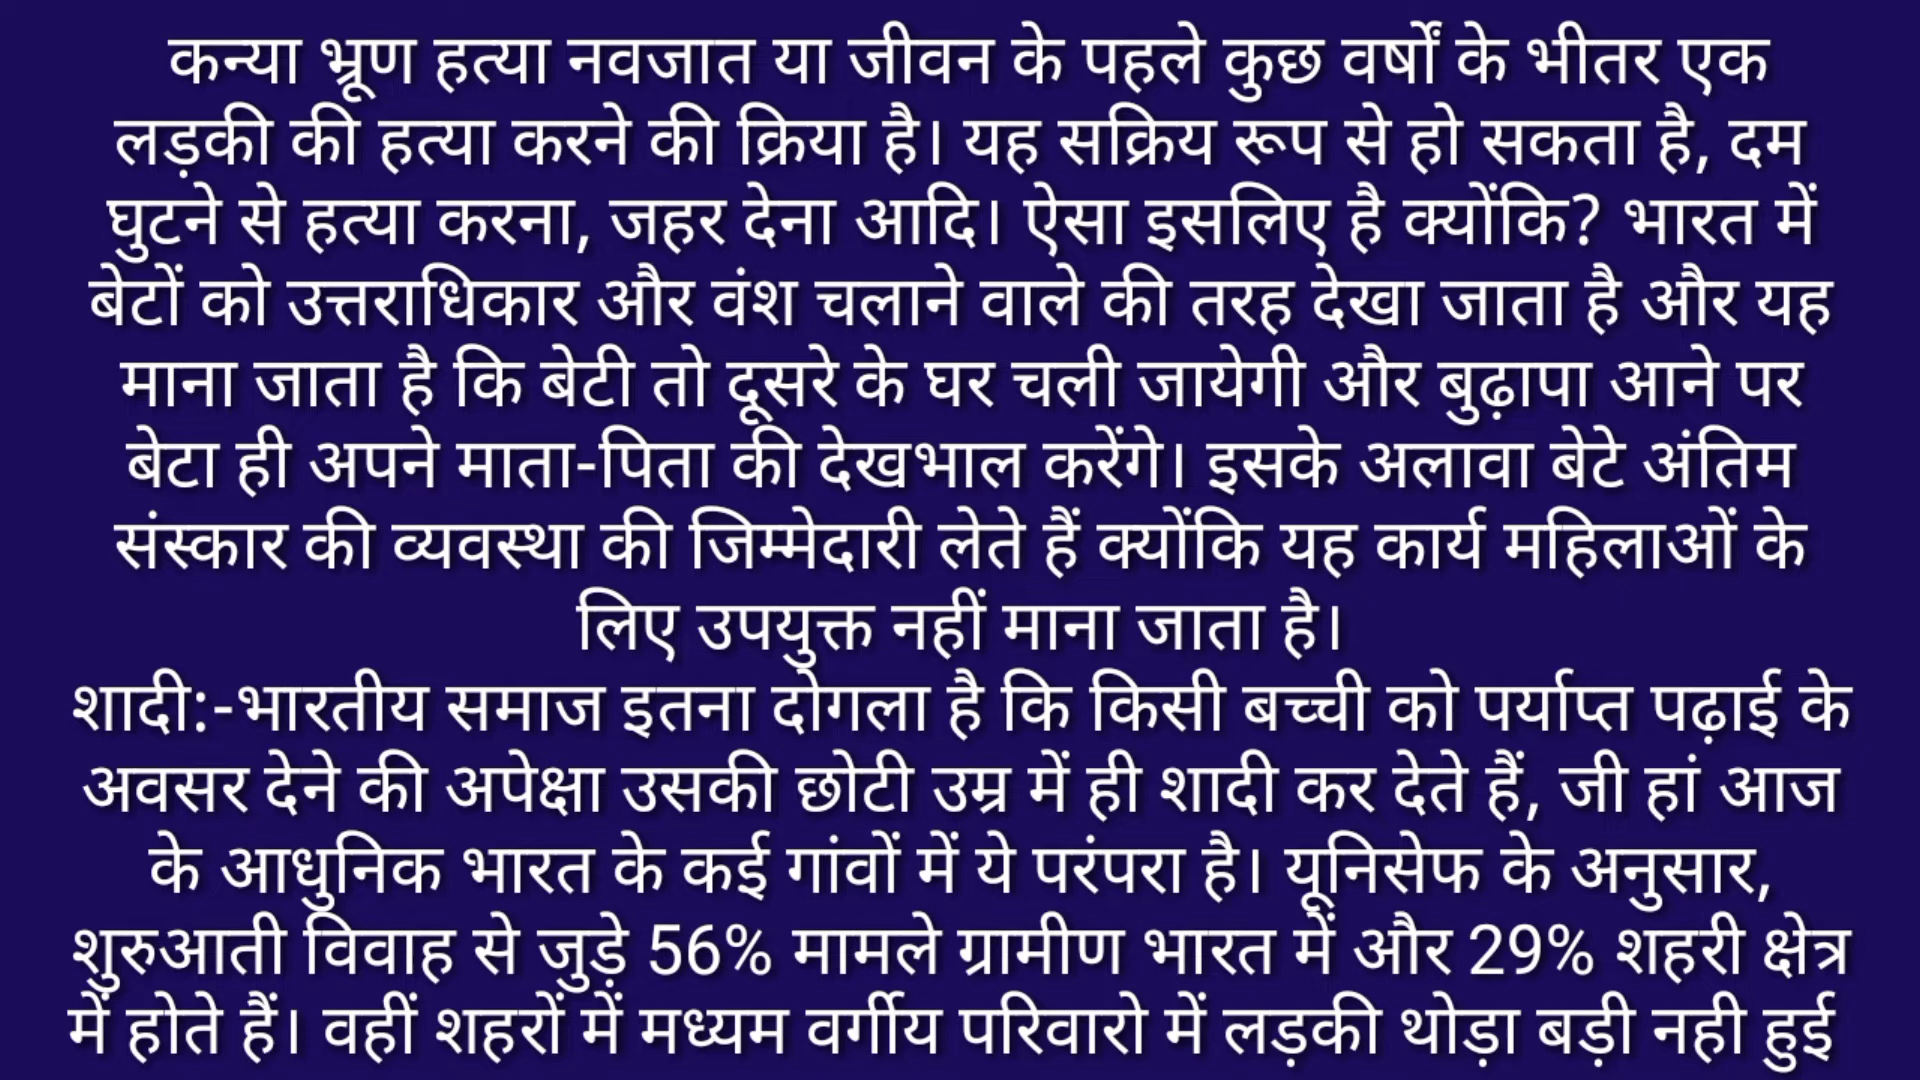 कन्या भ्रूण हत्या नवजात या जीवन के पहले कुछ वर्षों के भीतर एक
लड़की की हत्या करने की क्रिया है। यह सक्रिय रूप से हो सकता है, दम
घुटने से हत्या करना, जहर देना आदि। ऐसा इसलिए है क्योंकि? भारत में
बेटों को उत्तराधिकार और वंश चलाने वाले की तरह देखा जाता है और यह
माना जाता है कि बेटी तो दूसरे के घर चली जायेगी और बुढ़ापा आने पर
बेटा ही अपने माता-पिता की देखभाल करेंगे। इसके अलावा बेटे अंतिम
संस्कार की व्यवस्था की जिम्मेदारी लेते हैं क्योंकि यह कार्य महिलाओं के
लिए उपयुक्त नहीं माना जाता है।
शादी:-भारतीय समाज इतना दोगला है कि किसी बच्ची को पर्याप्त पढ़ाई के
अवसर देने की अपेक्षा उसकी छोटी उम्र में ही शादी कर देते हैं, जी हां आज
के आधुनिक भारत के कई गांवों में ये परंपरा है। यूनिसेफ के अनुसार,
शुरुआती विवाह से जुड़े 56% मामले ग्रामीण भारत में और 29% शहरी क्षेत्र
में होते हैं। वहीं शहरों में मध्यम वर्गीय परिवारो में लड़की थोड़ा बड़ी नही हुई